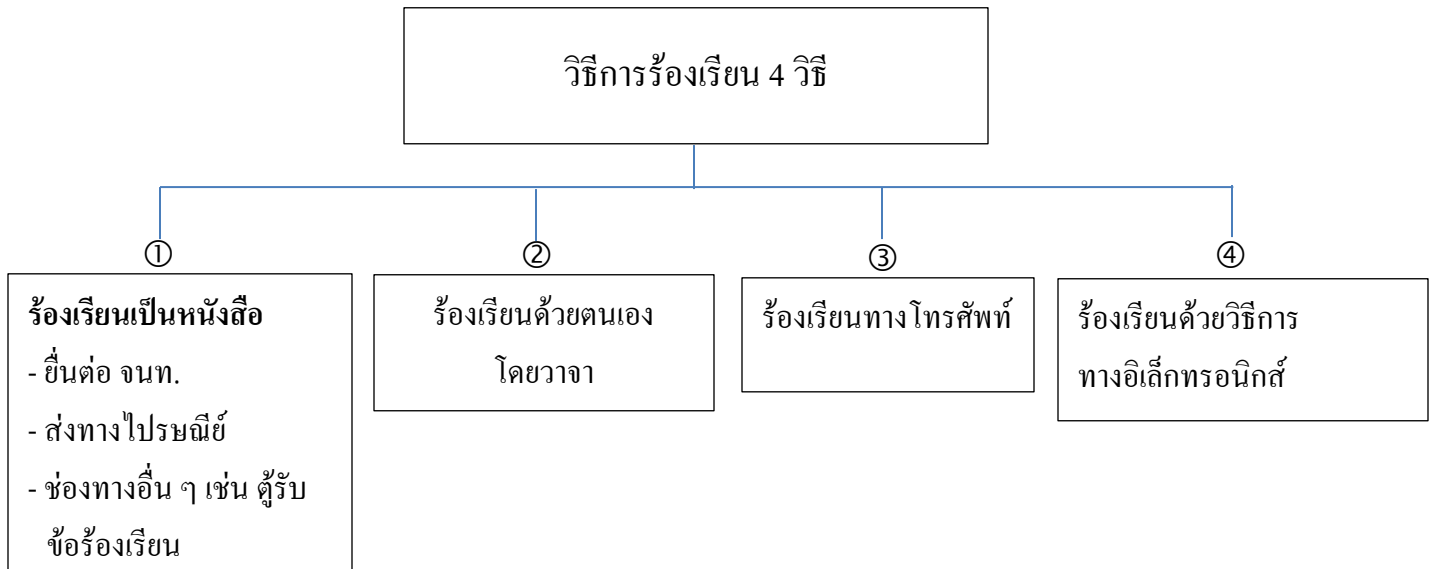 วิธีการร้องเรียน 4 วิธี
①
ร้องเรียนเป็นหนังสือ
- ยื่นต่อ จนท.
- ส่งทางไปรษณีย์
- ช่องทางอื่น ๆ เช่น ตู้รับ
ข้อร้องเรียน
②
ร้องเรียนด้วยตนเอง
โดยวาจา
③
ร้องเรียนทางโทรศัพท์
④
ร้องเรียนด้วยวิธีการ
ทางอิเล็กทรอนิกส์